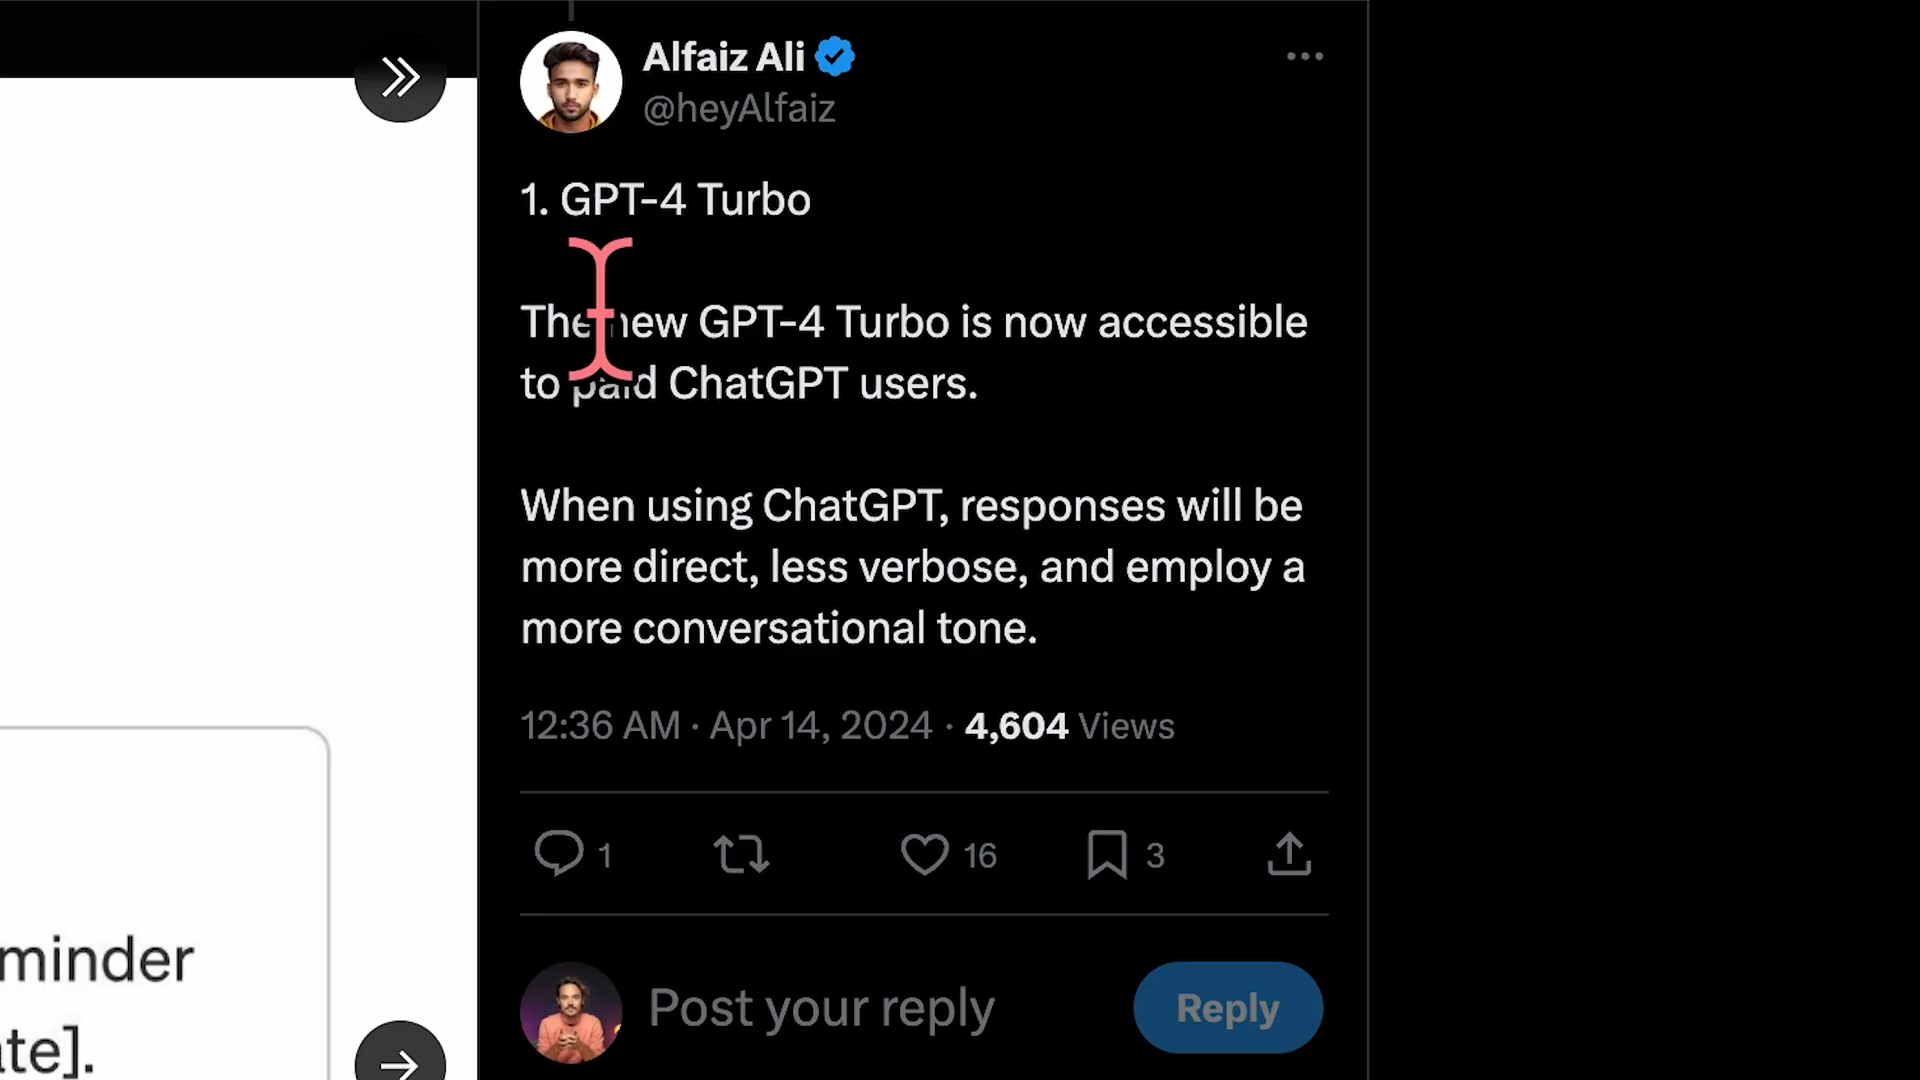 Alfaiz Ali
@heyAlfaiz
1. GPT-4 Turbo
The new GPT-4 Turbo is now accessible
to paid ChatGPT users.
When using ChatGPT, responses will be
more direct, less verbose, and employ a
more conversational tone.
12:36 AM · Apr 14, 2024 · 4,604 Views
1
16
3
Post your reply
Reply
minder
ate].